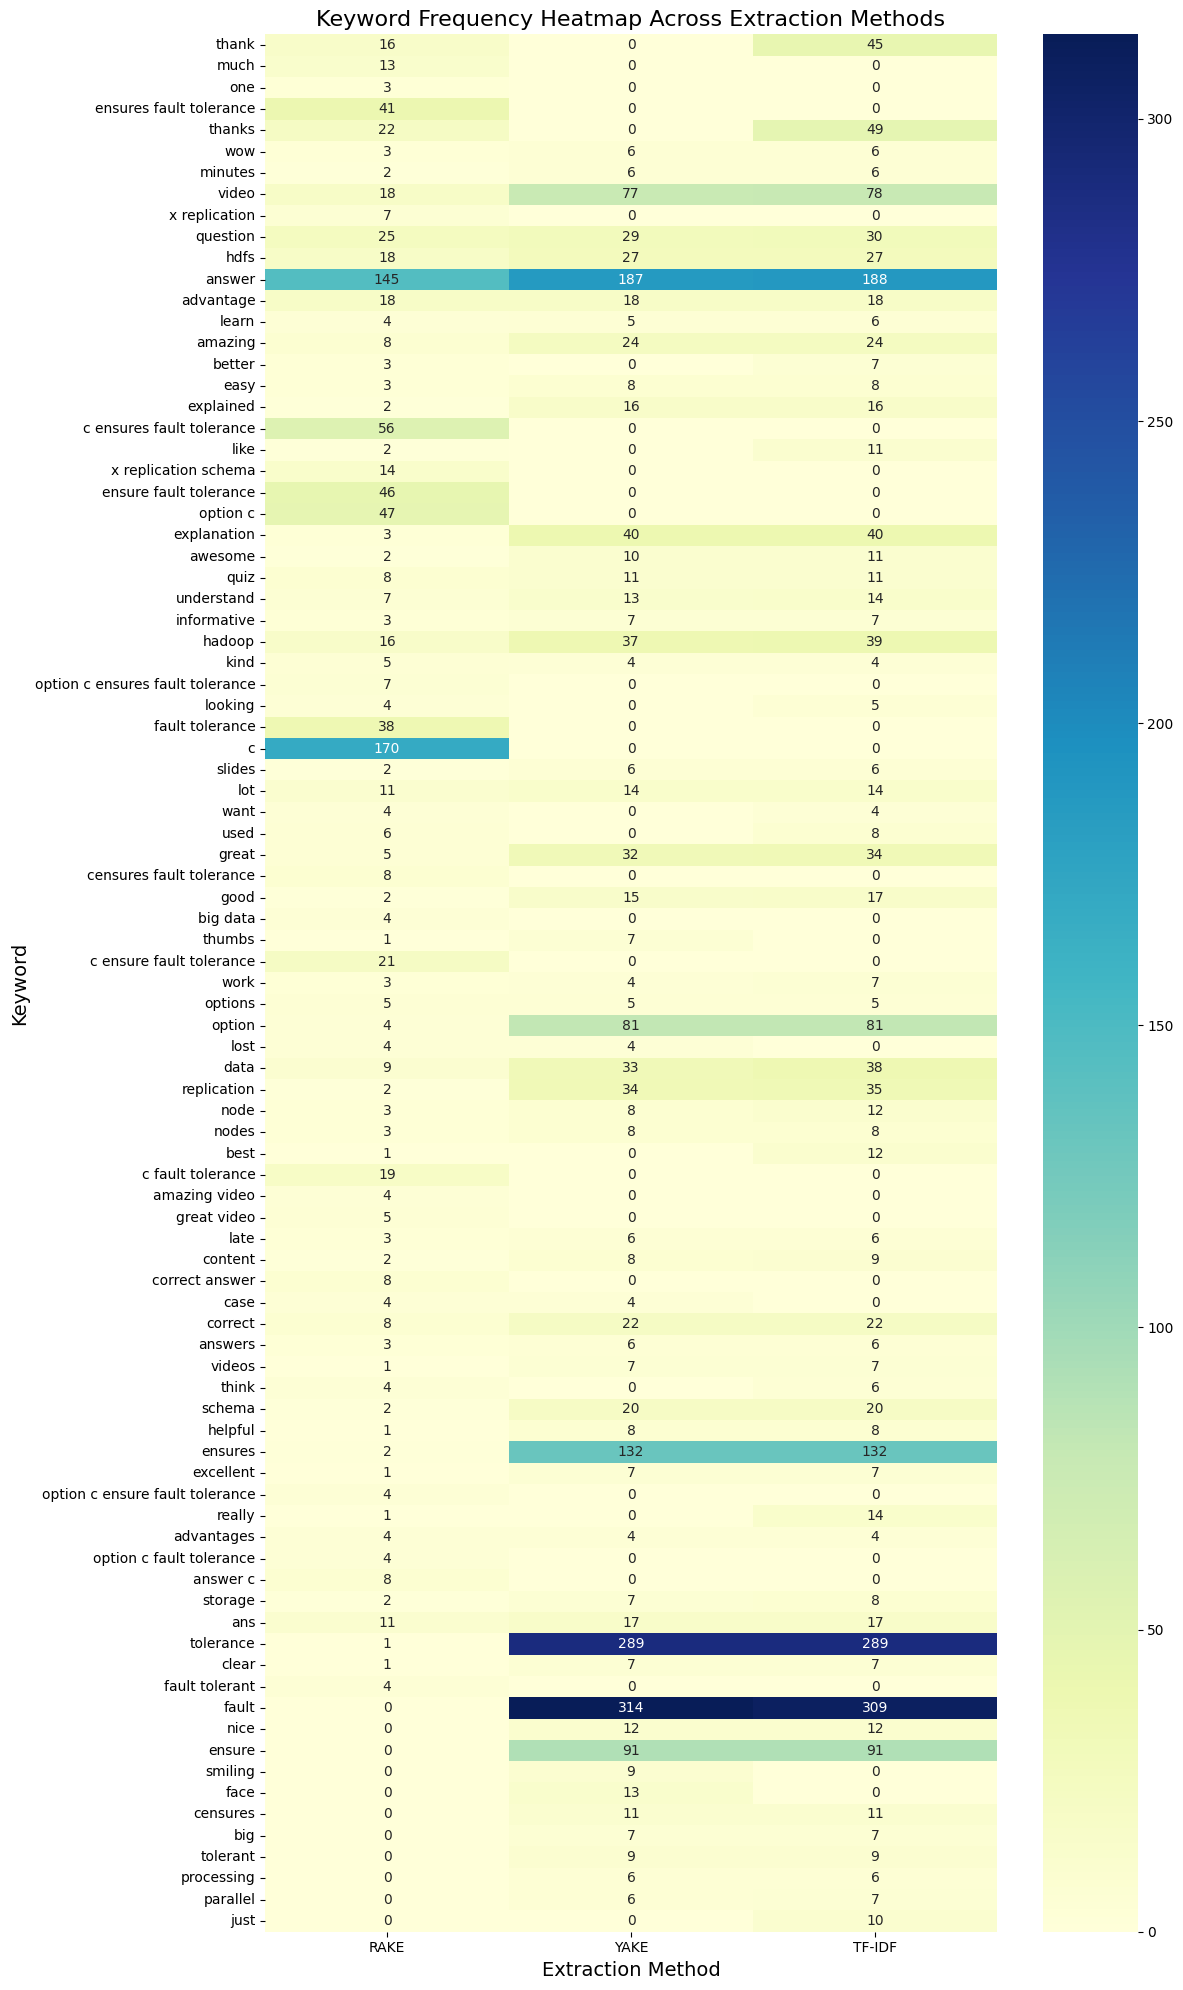 Keyword Frequency Heatmap Across Extraction Methods
thank 16 0 45
much 13 0 0
one 3 0 0
ensures fault tolerance 41 0 0
thanks 22 0 49
wow 3 6 6
minutes 2 6 6
video 18 77 78
x replication 7 0 0
question 25 29 30
hdfs 18 27 27
answer 145 187 188
advantage 18 18 18
learn 4 5 6
amazing 8 24 24
better 3 0 7
easy 3 8 8
explained 2 16 16
c ensures fault tolerance 56 0 0
like 2 0 11
x replication schema 14 0 0
ensure fault tolerance 46 0 0
option c 47 0 0
explanation 3 40 40
awesome 2 10 11
quiz 8 11 11
understand 7 13 14
informative 3 7 7
hadoop 16 37 39
kind 5 4 4
option c ensures fault tolerance 7 0 0
looking 4 0 5
fault tolerance 38 0 0
c 170 0 0
slides 2 6 6
lot 11 14 14
want 4 0 4
used 6 0 8
great 5 32 34
censures fault tolerance 8 0 0
good 2 15 17
big data 4 0 0
thumbs 1 7 0
c ensure fault tolerance 21 0 0
work 3 4 7
options 5 5 5
option 4 81 81
lost 4 4 0
data 9 33 38
replication 2 34 35
node 3 8 12
nodes 3 8 8
best 1 0 12
c fault tolerance 19 0 0
amazing video 4 0 0
great video 5 0 0
late 3 6 6
content 2 8 9
correct answer 8 0 0
case 4 4 0
correct 8 22 22
answers 3 6 6
videos 1 7 7
think 4 0 6
schema 2 20 20
helpful 1 8 8
ensures 2 132 132
excellent 1 7 7
option c ensure fault tolerance 4 0 0
really 1 0 14
advantages 4 4 4
option c fault tolerance 4 0 0
answer c 8 0 0
storage 2 7 8
ans 11 17 17
tolerance 1 289 289
clear 1 7 7
fault tolerant 4 0 0
fault 0 314 309
nice 0 12 12
ensure 0 91 91
smiling 0 9 0
face 0 13 0
censures 0 11 11
big 0 7 7
tolerant 0 9 9
processing 0 6 6
parallel 0 6 7
just 0 0 10
RAKE YAKE TF-IDF
Extraction Method
Keyword
300
250
200
150
100
50
0